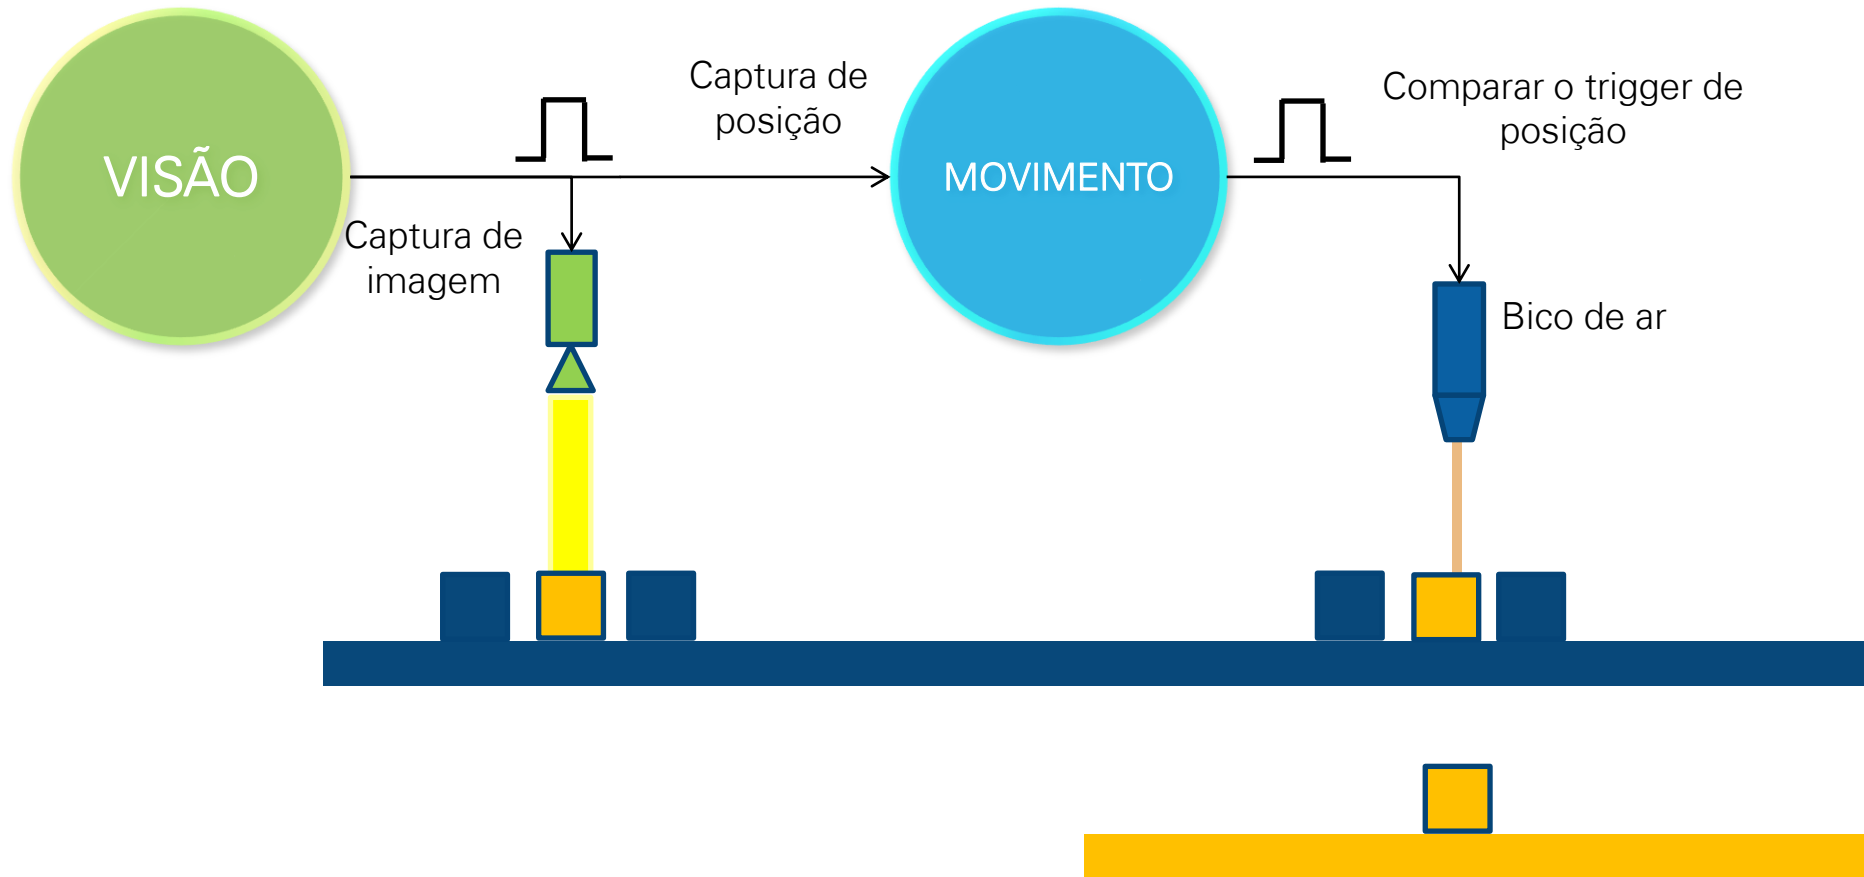 VISÃO
Captura de
imagem
Captura de
posição
MOVIMENTO
Comparar o trigger de
posição
Bico de ar